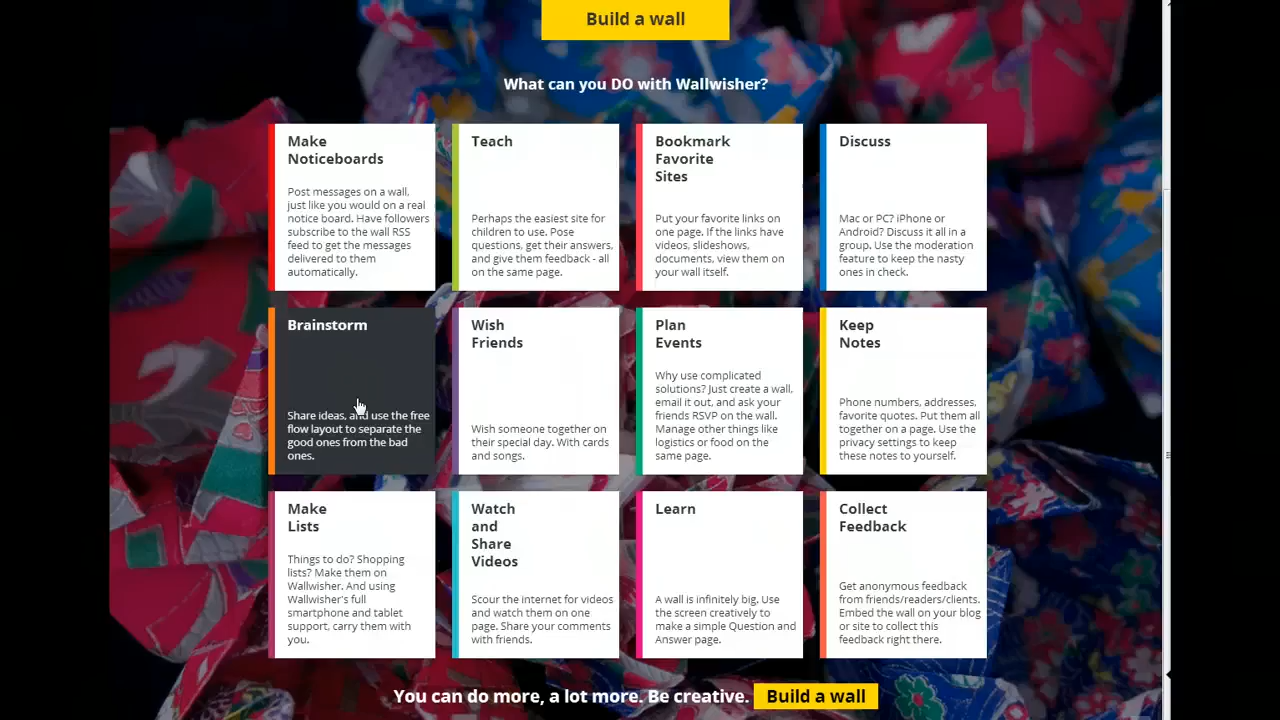 Build a wall
What can you DO with Wallwisher?
Make
Noticeboards
Post messages on a wall,
just like you would on a real
notice board. Have followers
subscribe to the wall RSS
feed to get the messages
delivered to them
automatically.
Teach
Perhaps the easiest site for
children to use. Pose
questions, get their answers,
and give them feedback - all
on the same page.
Bookmark
Favorite
Sites
Put your favorite links on
one page. If the links have
videos, slideshows,
documents, view them on
your wall itself.
Discuss
Mac or PC? iPhone or
Android? Discuss it all in a
group. Use the moderation
feature to keep the nasty
ones in check.
Brainstorm
Share ideas, and use the free
flow layout to separate the
good ones from the bad
ones.
Wish
Friends
Wish someone together on
their special day. With cards
and songs.
Plan
Events
Why use complicated
solutions? Just create a wall,
email it out, and ask your
friends RSVP on the wall.
Manage other things like
logistics or food on the
same page.
Keep
Notes
Phone numbers, addresses,
favorite quotes. Put them all
together on a page. Use the
privacy settings to keep
these notes to yourself.
Make
Lists
Things to do? Shopping
lists? Make them on
Wallwisher. And using
Wallwisher's full
smartphone and tablet
support, carry them with
you.
Watch
and
Share
Videos
Scour the internet for videos
and watch them on one
page. Share your comments
with friends.
Learn
A wall is infinitely big. Use
the screen creatively to
make a simple Question and
Answer page.
Collect
Feedback
Get anonymous feedback
from friends/readers/clients.
Embed the wall on your blog
or site to collect this
feedback right there.
You can do more, a lot more. Be creative. Build a wall